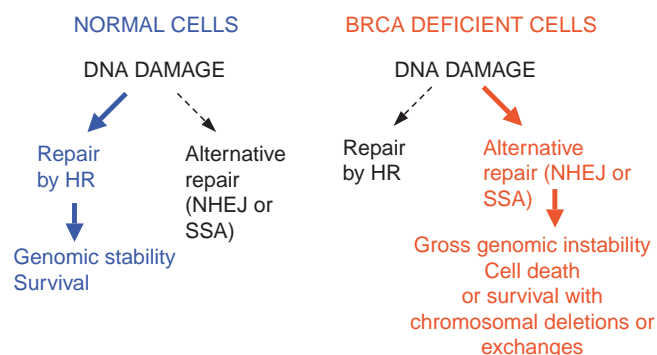 NORMAL CELLS
DNA DAMAGE
Repair
by HR
Alternative
repair
(NHEJ or
SSA)
Genomic stability
Survival
BRCA DEFICIENT CELLS
DNA DAMAGE
Repair
by HR
Alternative
repair (NHEJ or
SSA)
Gross genomic instability
Cell death
or survival with
chromosomal deletions or
exchanges